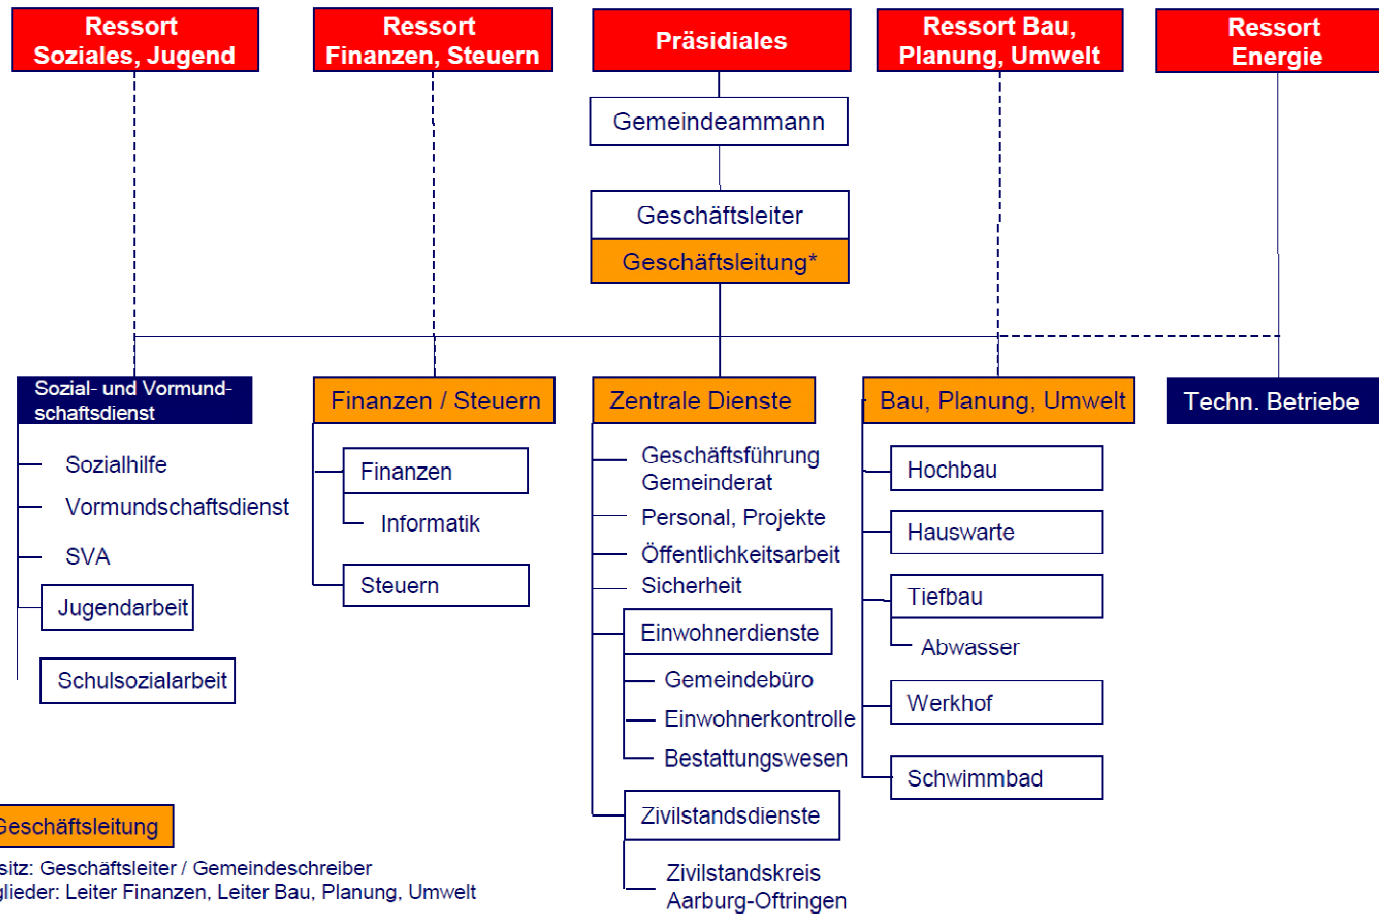 Ressort
Soziales, Jugend
Ressort
Finanzen, Steuern
Präsidiales
Ressort Bau,
Planung, Umwelt
Ressort
Energie
Gemeindeammann
Geschäftsleiter
Geschäftsleitung*
Sozial- und Vormund-
schaftsdienst
Sozialhilfe
Vormundschaftsdienst
SVA
Jugendarbeit
Schulsozialarbeit
Finanzen / Steuern
Finanzen
Informatik
Steuern
Zentrale Dienste
Geschäftsführung
Gemeinderat
Personal, Projekte
Öffentlichkeitsarbeit
Sicherheit
Einwohnerdienste
Gemeindebüro
Einwohnerkontrolle
Bestattungswesen
Zivilstandsdienste
Zivilstandskreis
Aarburg-Oftringen
Bau, Planung, Umwelt
Hochbau
Hauswarte
Tiefbau
Abwasser
Werkhof
Schwimmbad
Techn. Betriebe
Geschäftsleitung
sitz: Geschäftsleiter / Gemeindeschreiber
glieder: Leiter Finanzen, Leiter Bau, Planung, Umwelt